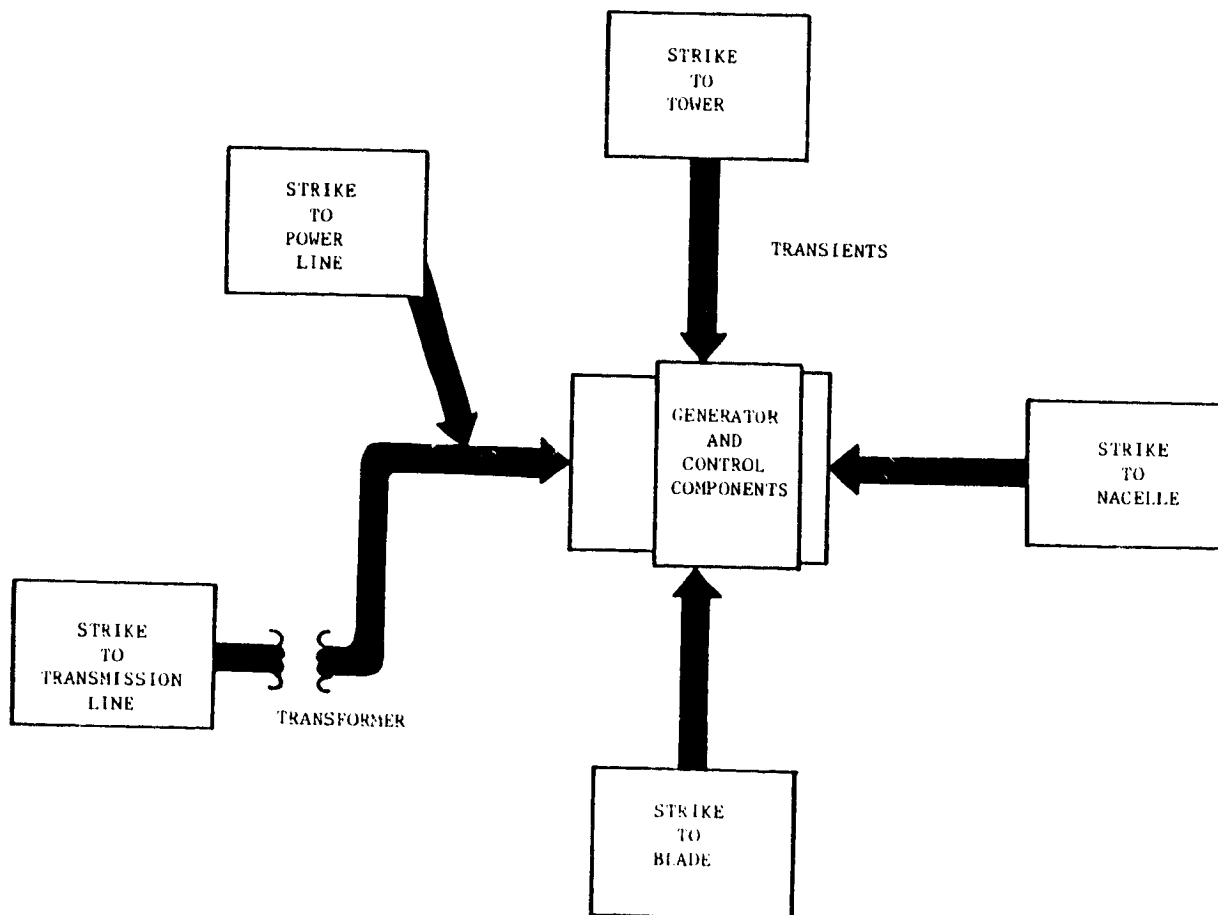 STRIKE
TO
TOWER
STRIKE
TO
POWER
LINE
TRANSIENTS
GENERATOR
AND
CONTROL
COMPONENTS
STRIKE
TO
NACELLE
STRIKE
TO
TRANSMISSION
LINE
TRANSFORMER
STRIKE
TO
BLADE